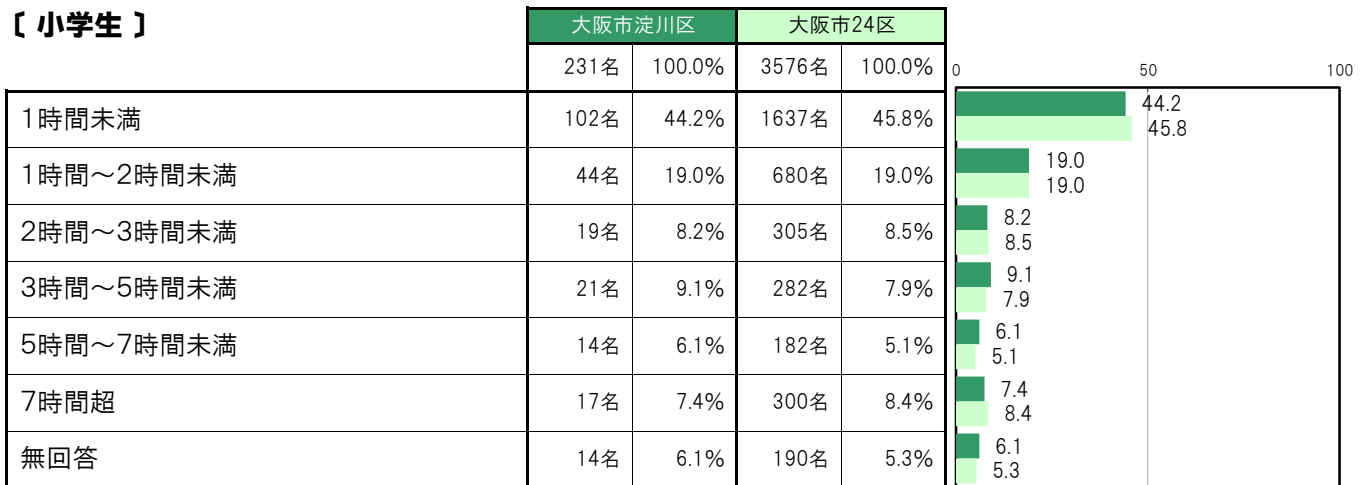 〔 小学生 〕
大阪市淀川区 大阪市24区
231名 100.0% 3576名 100.0%
0 50 100
1時間未満 102名 44.2% 1637名 45.8% 44.2
45.8
1時間～2時間未満 44名 19.0% 680名 19.0% 19.0
19.0
2時間～3時間未満 19名 8.2% 305名 8.5% 8.2
8.5
3時間～5時間未満 21名 9.1% 282名 7.9% 9.1
7.9
5時間～7時間未満 14名 6.1% 182名 5.1% 6.1
5.1
7時間超 17名 7.4% 300名 8.4% 7.4
8.4
無回答 14名 6.1% 190名 5.3% 6.1
5.3